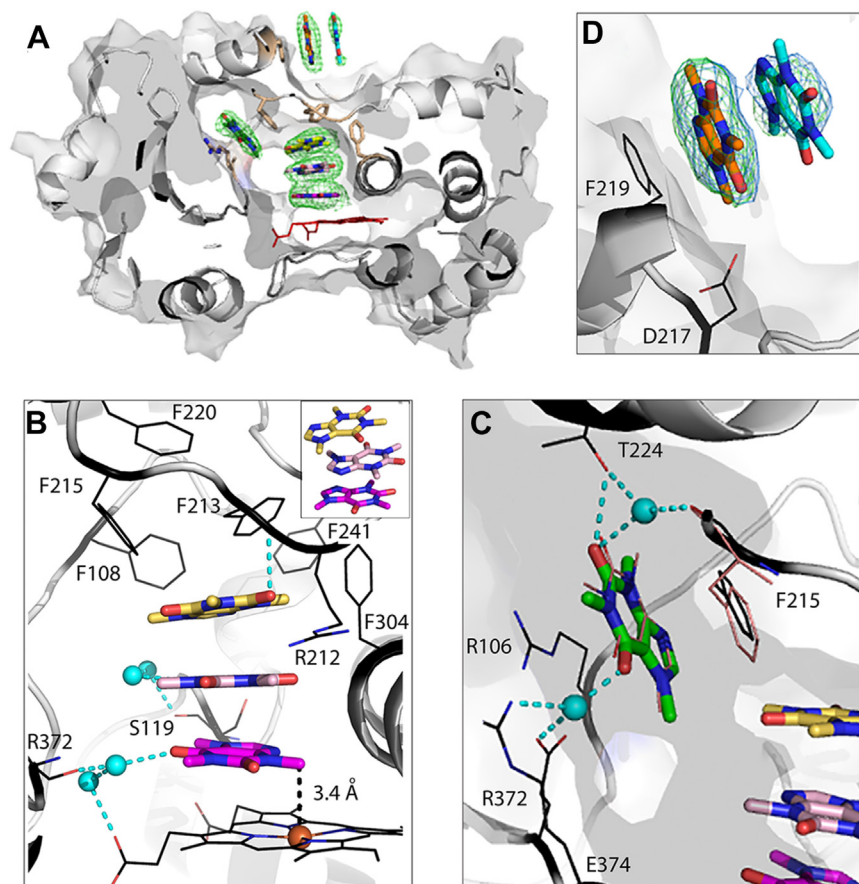 A
D
F219
D217
B
F220
F215
F213
F241
F108
F304
R212
S119
R372
3.4 Å
C
T224
F215
R106
R372
E374